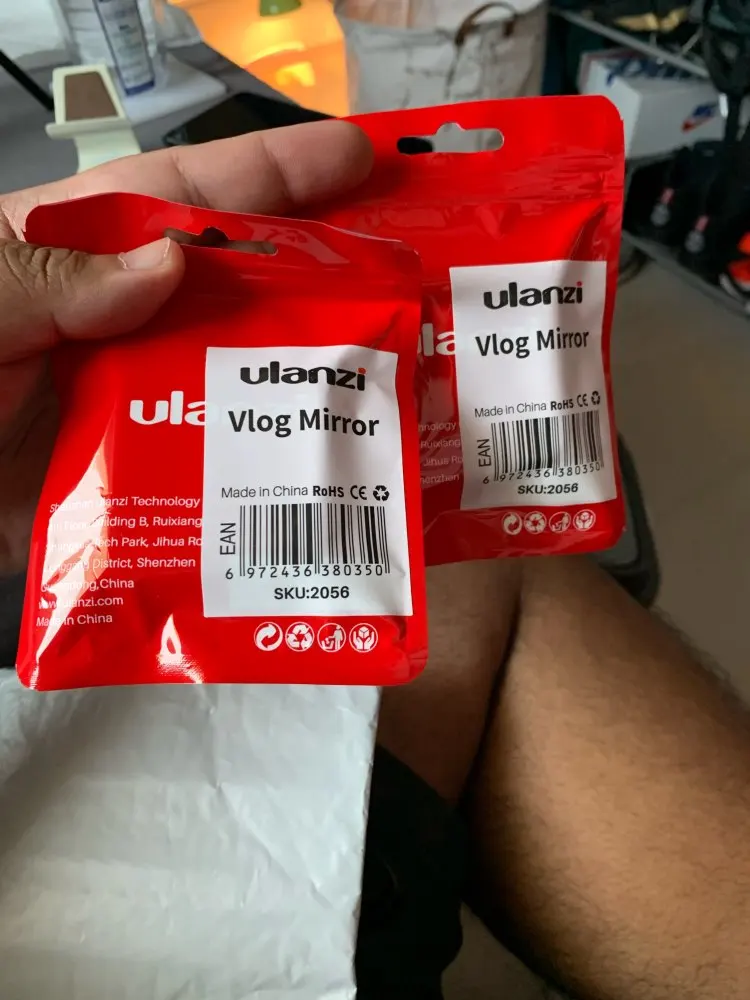 ulanzi
Vlog Mirror
Made in China RoHS CE
EAN
6 972436 380350
SKU:2056
ula
Technology
Building B, Ruixiang
Tech Park, Jihua
District, Shenzhen
China
Made in China
ulanzi
Vlog Mirror
Made in China RoHS CE
EAN
6 972436 380350
SKU:2056
la